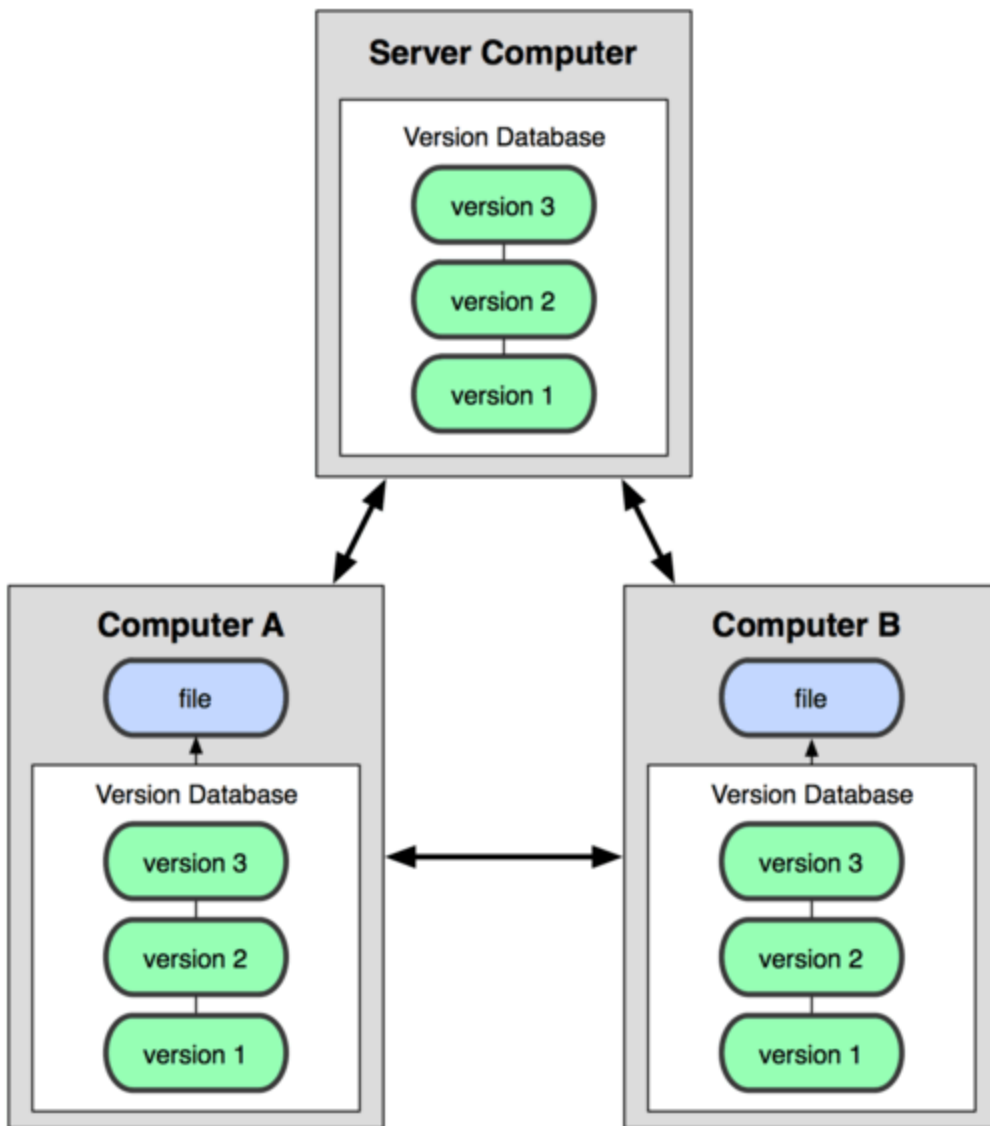 Server Computer
Version Database
version 3
version 2
version 1
Computer A
file
Version Database
version 3
version 2
version 1
Computer B
file
Version Database
version 3
version 2
version 1